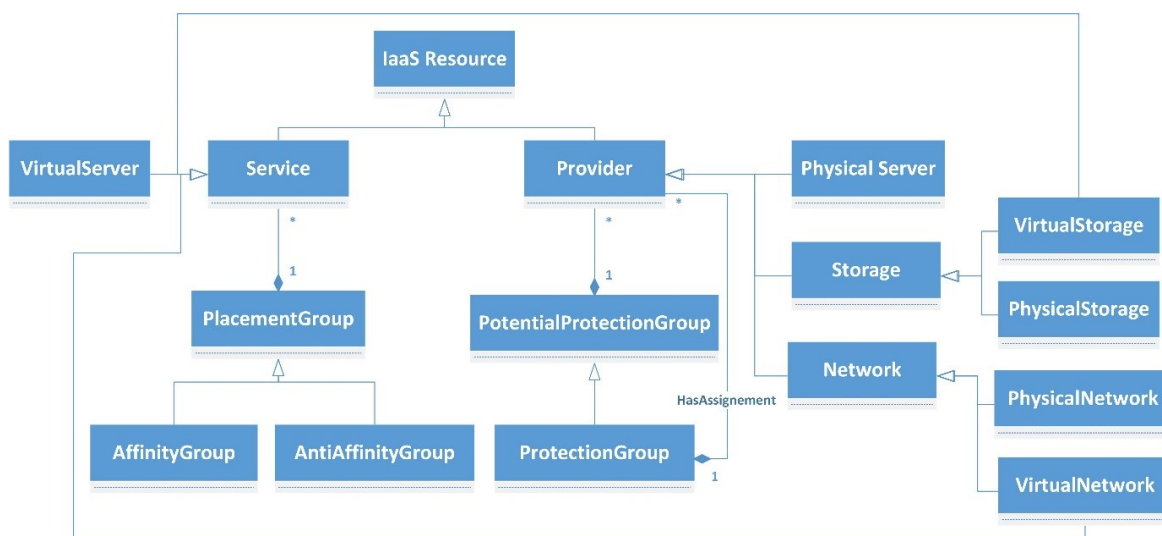 IaaS Resource
VirtualServer
Service
Provider
Physical Server
*
*
*
VirtualStorage
Storage
1
1
PlacementGroup
PotentialProtectionGroup
PhysicalStorage
Network
HasAssignement
PhysicalNetwork
AffinityGroup
AntiAffinityGroup
ProtectionGroup
1
VirtualNetwork